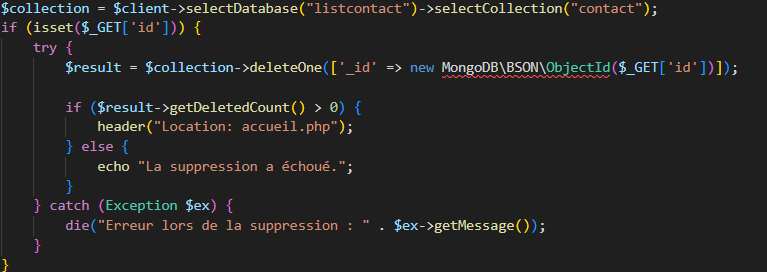 $collection = $client->selectDatabase("listcontact")->selectCollection("contact");
if (isset($_GET['id'])) {
    try {
        $result = $collection->deleteOne(['_id' => new MongoDB\BSON\ObjectId($_GET['id'])]);

        if ($result->getDeletedCount() > 0) {
            header("Location: accueil.php");
        } else {
            echo "La suppression a échoué.";
        }
    } catch (Exception $ex) {
        die("Erreur lors de la suppression : " . $ex->getMessage());
    }
}